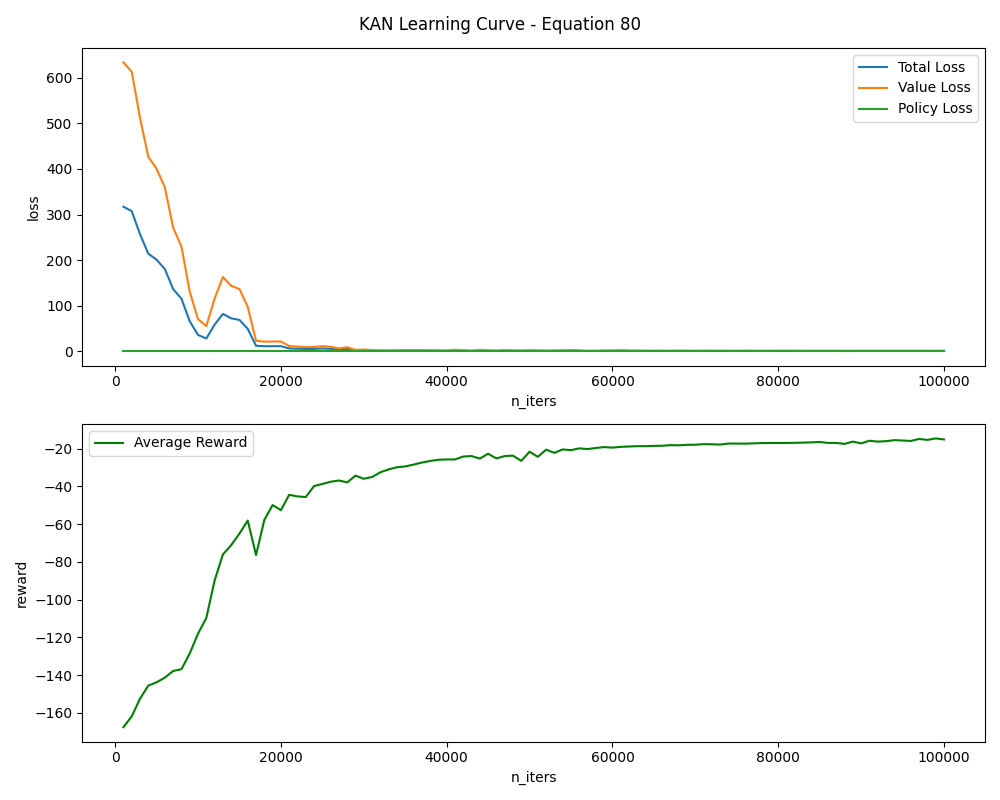 KAN Learning Curve - Equation 80
600
500
400
300
200
100
0
loss
Total Loss
Value Loss
Policy Loss
0 20000 40000 60000 80000 100000
n_iters
−20
−40
−60
−80
−100
−120
−140
−160
reward
Average Reward
0 20000 40000 60000 80000 100000
n_iters